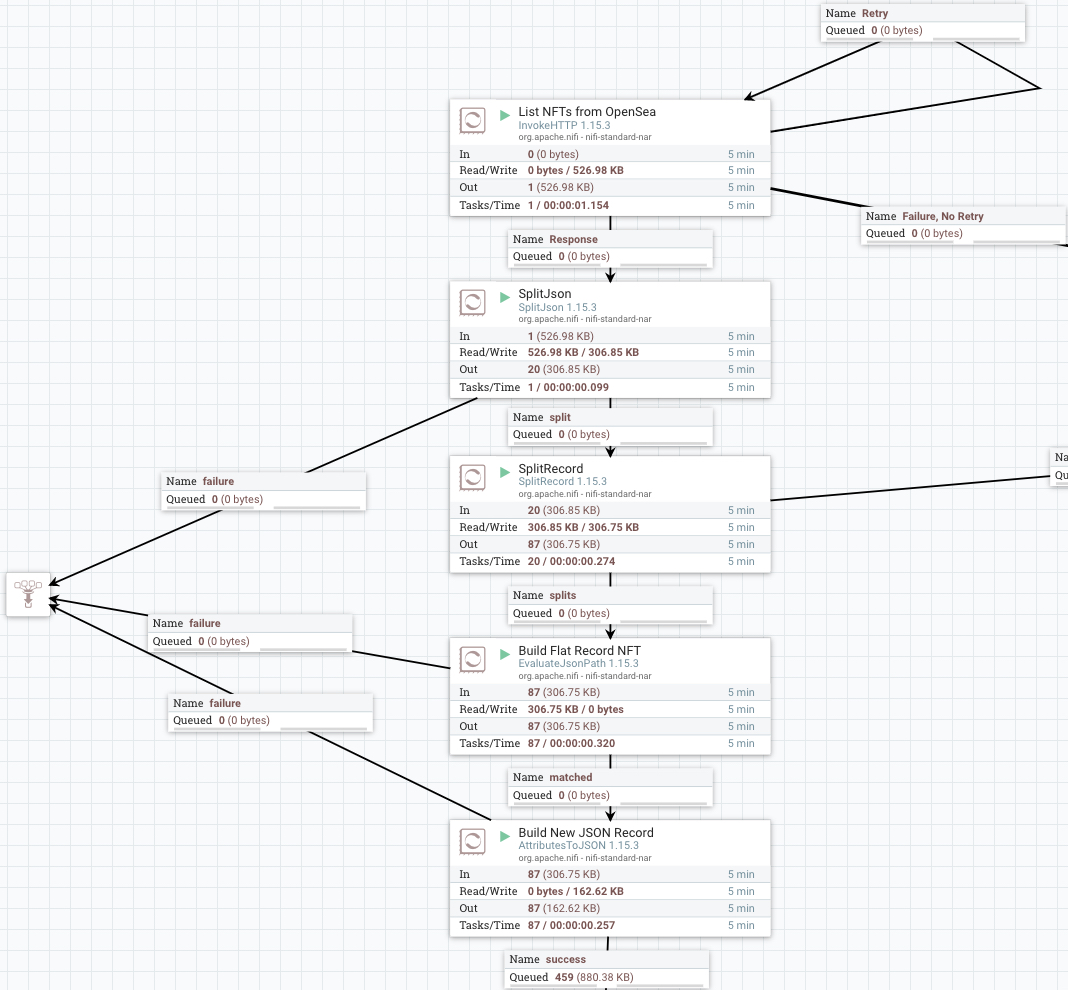 Name Retry
Queued 0 (0 bytes)
List NFTs from OpenSea
InvokeHTTP 1.15.3
org.apache.nifi - nifi-standard-nar
In 0 (0 bytes) 5 min
Read/Write 0 bytes / 526.98 KB 5 min
Out 1 (526.98 KB) 5 min
Tasks/Time 1 / 00:00:01.154 5 min
Name Failure, No Retry
Queued 0 (0 bytes)
Name Response
Queued 0 (0 bytes)
SplitJson
SplitJson 1.15.3
org.apache.nifi - nifi-standard-nar
In 1 (526.98 KB) 5 min
Read/Write 526.98 KB / 306.85 KB 5 min
Out 20 (306.85 KB) 5 min
Tasks/Time 1 / 00:00:00.099 5 min
Name split
Queued 0 (0 bytes)
Na
Qu
SplitRecord
SplitRecord 1.15.3
org.apache.nifi - nifi-standard-nar
In 20 (306.85 KB) 5 min
Read/Write 306.85 KB / 306.75 KB 5 min
Out 87 (306.75 KB) 5 min
Tasks/Time 20 / 00:00:00.274 5 min
Name failure
Queued 0 (0 bytes)
Name splits
Queued 0 (0 bytes)
Name failure
Queued 0 (0 bytes)
Build Flat Record NFT
EvaluateJsonPath 1.15.3
org.apache.nifi - nifi-standard-nar
In 87 (306.75 KB) 5 min
Read/Write 306.75 KB / 0 bytes 5 min
Out 87 (306.75 KB) 5 min
Tasks/Time 87 / 00:00:00.320 5 min
Name failure
Queued 0 (0 bytes)
Name matched
Queued 0 (0 bytes)
Build New JSON Record
AttributesToJSON 1.15.3
org.apache.nifi - nifi-standard-nar
In 87 (306.75 KB) 5 min
Read/Write 0 bytes / 162.62 KB 5 min
Out 87 (162.62 KB) 5 min
Tasks/Time 87 / 00:00:00.257 5 min
Name success
Queued 459 (880.38 KB)